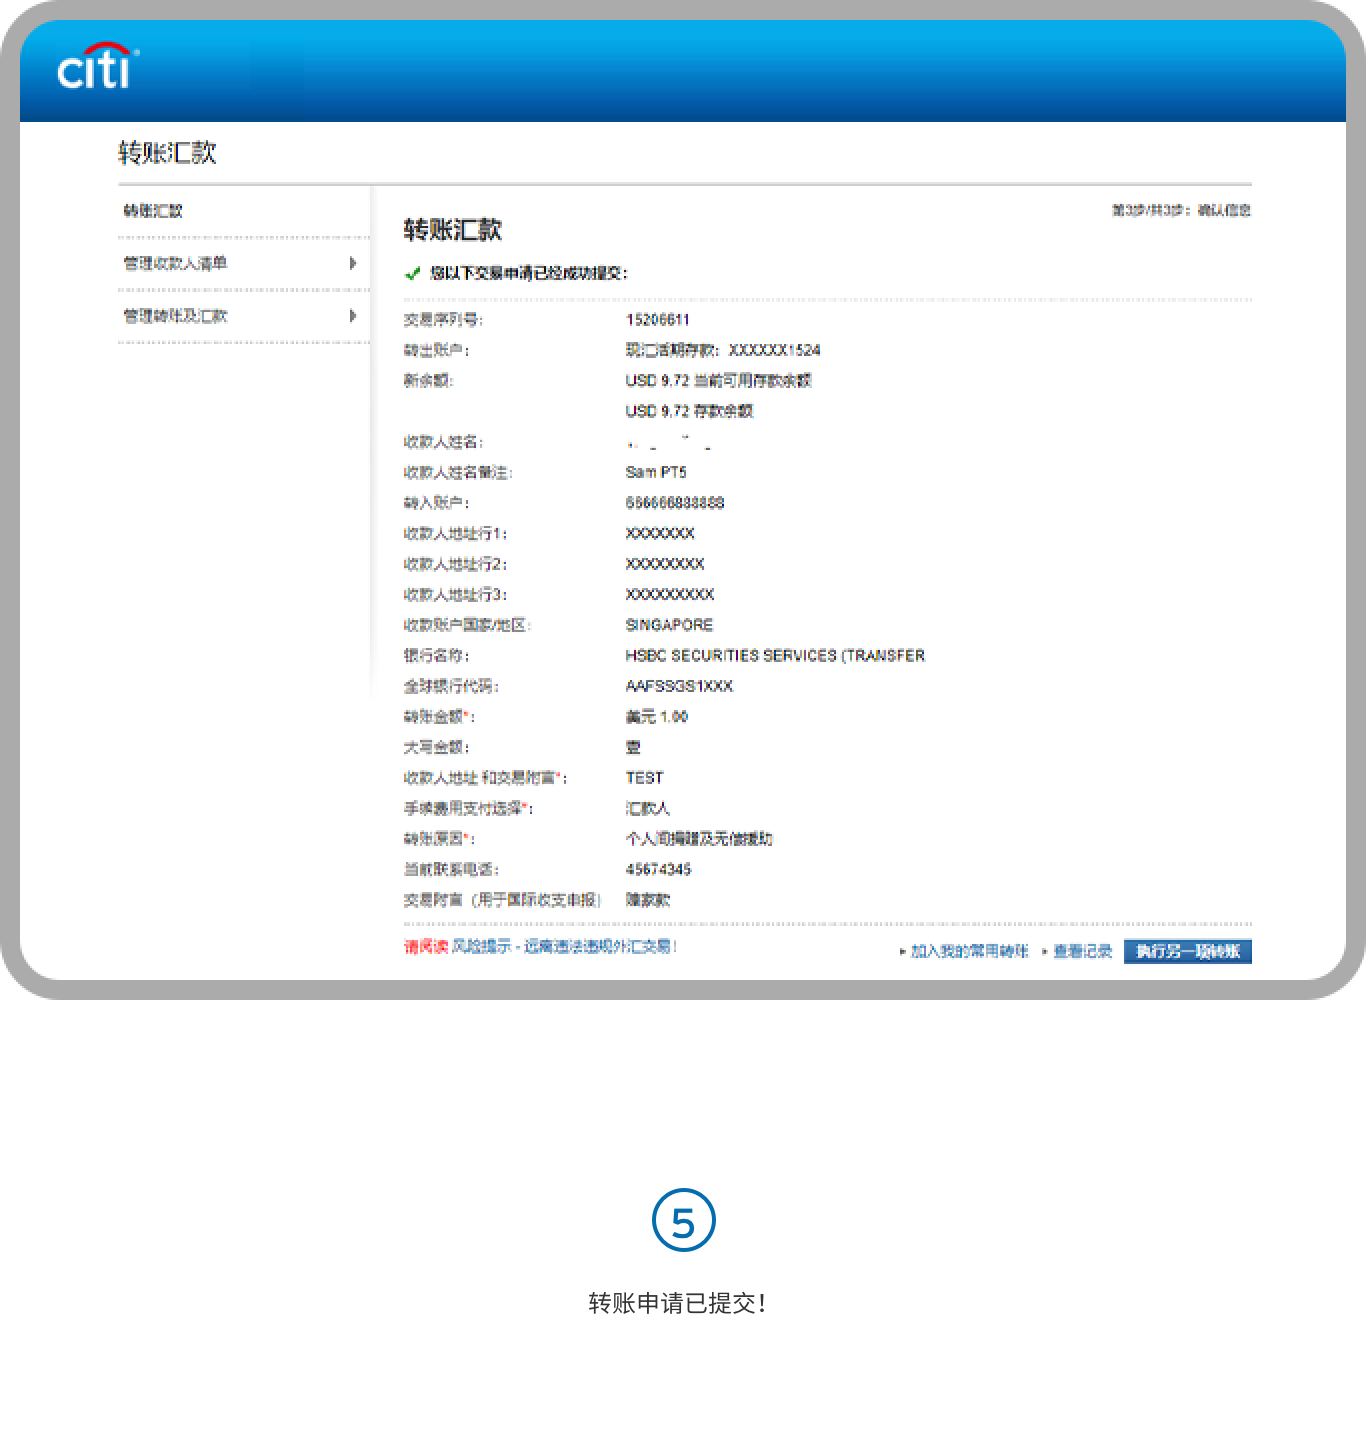 citi
转账汇款
转账汇款
管理收款人清单
管理转账及汇款
第3步/共3步：确认信息
转账汇款
您以下交易申请已经成功提交：
交易序列号： 15206611
转出账户： 现汇活期存款：XXXXXX1524
新余额： USD 9.72 当前可用存款余额
USD 9.72 存款余额
收款人姓名：
收款人姓名备注： Sam PT5
转入账户： 666666888888
收款人地址行1： XXXXXXX
收款人地址行2： XXXXXXXX
收款人地址行3： XXXXXXXXX
收款账户国家/地区： SINGAPORE
银行名称： HSBC SECURITIES SERVICES (TRANSFER
全球银行代码： AAFSSGS1XXX
转账金额*： 美元 1.00
大写金额： 壹
收款人地址 和交易附言*： TEST
手续费用支付选择*： 汇款人
转账原因*： 个人间捐赠及无偿援助
当前联系电话： 45674345
交易附言（用于国际收支申报） 赡家款
请阅读 风险提示 - 远离违法违规外汇交易！
加入我的常用转账 查看记录 执行另一项转账
5
转账申请已提交！